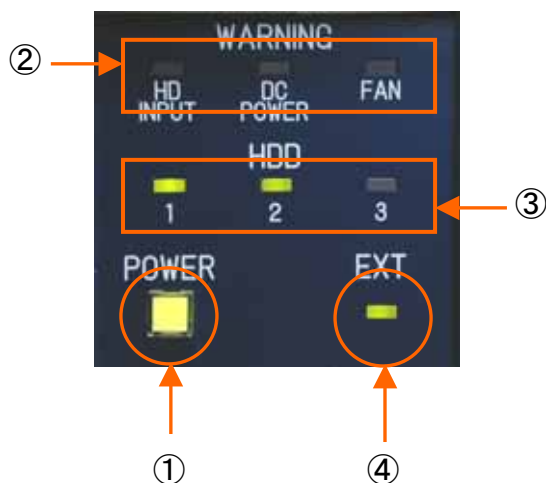 WARNING
②
HD INPUT
DC POWER
FAN
HDD
1 2 3
③
POWER EXT
① ④